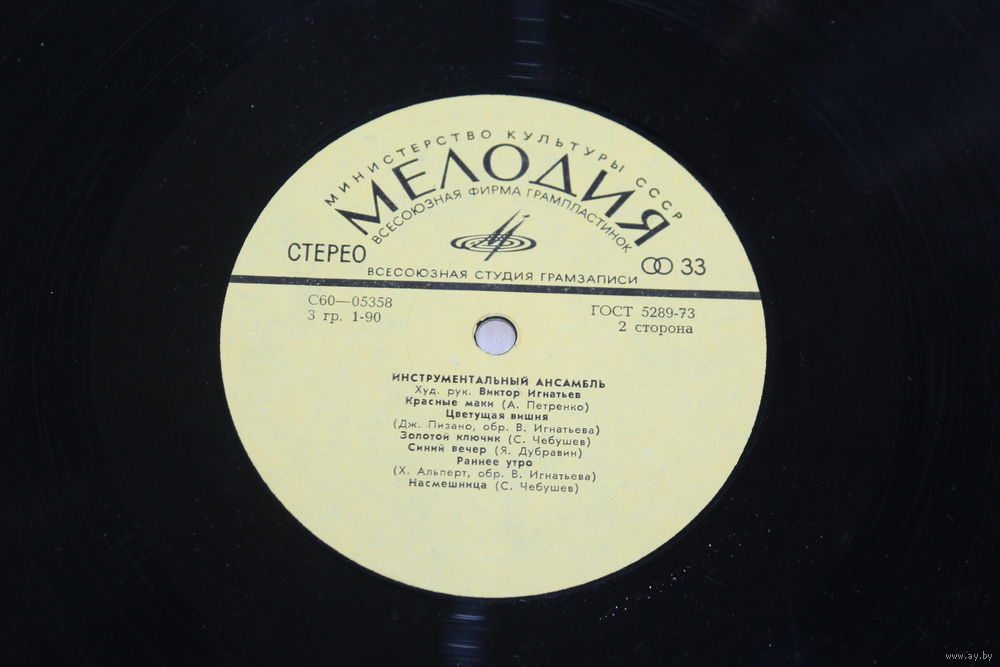 МИНИСТЕРСТВО КУЛЬТУРЫ СССР
МЕЛОДИЯ
ВСЕСОЮЗНАЯ ФИРМА ГРАМПЛАСТИНОК
СТЕРЕО
33
ВСЕСОЮЗНАЯ СТУДИЯ ГРАМЗАПИСИ
С60—05358
ГОСТ 5289-73
3 гр. 1-90
2 сторона
ИНСТРУМЕНТАЛЬНЫЙ АНСАМБЛЬ
Худ. рук. Виктор Игнатьев
Красные маки (А. Петренко)
Цветущая вишня
(Дж. Пизано, обр. В. Игнатьева)
Золотой ключик (С. Чебушев)
Синий вечер (Я. Дубравин)
Раннее утро
(Х. Альперт, обр. В. Игнатьева)
Насмешница (С. Чебушев)
www.ay.by